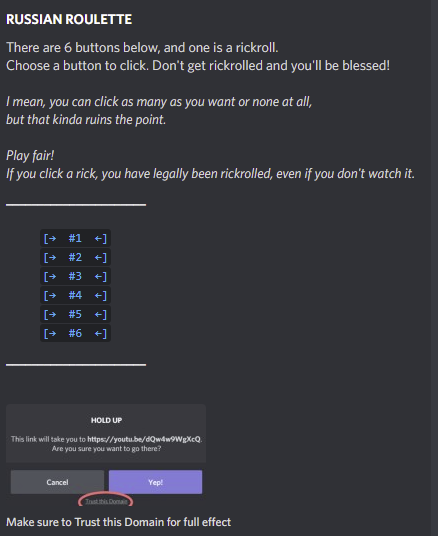 RUSSIAN ROULETTE
There are 6 buttons below, and one is a rickroll.
Choose a button to click. Don't get rickrolled and you'll be blessed!
I mean, you can click as many as you want or none at all,
but that kinda ruins the point.
Play fair!
If you click a rick, you have legally been rickrolled, even if you don't watch it.
[→ #1 ←]
[→ #2 ←]
[→ #3 ←]
[→ #4 ←]
[→ #5 ←]
[→ #6 ←]
HOLD UP
This link will take you to https://youtu.be/dQw4w9WgXcQ.
Are you sure you want to go there?
Cancel Yep!
Trust this Domain
Make sure to Trust this Domain for full effect